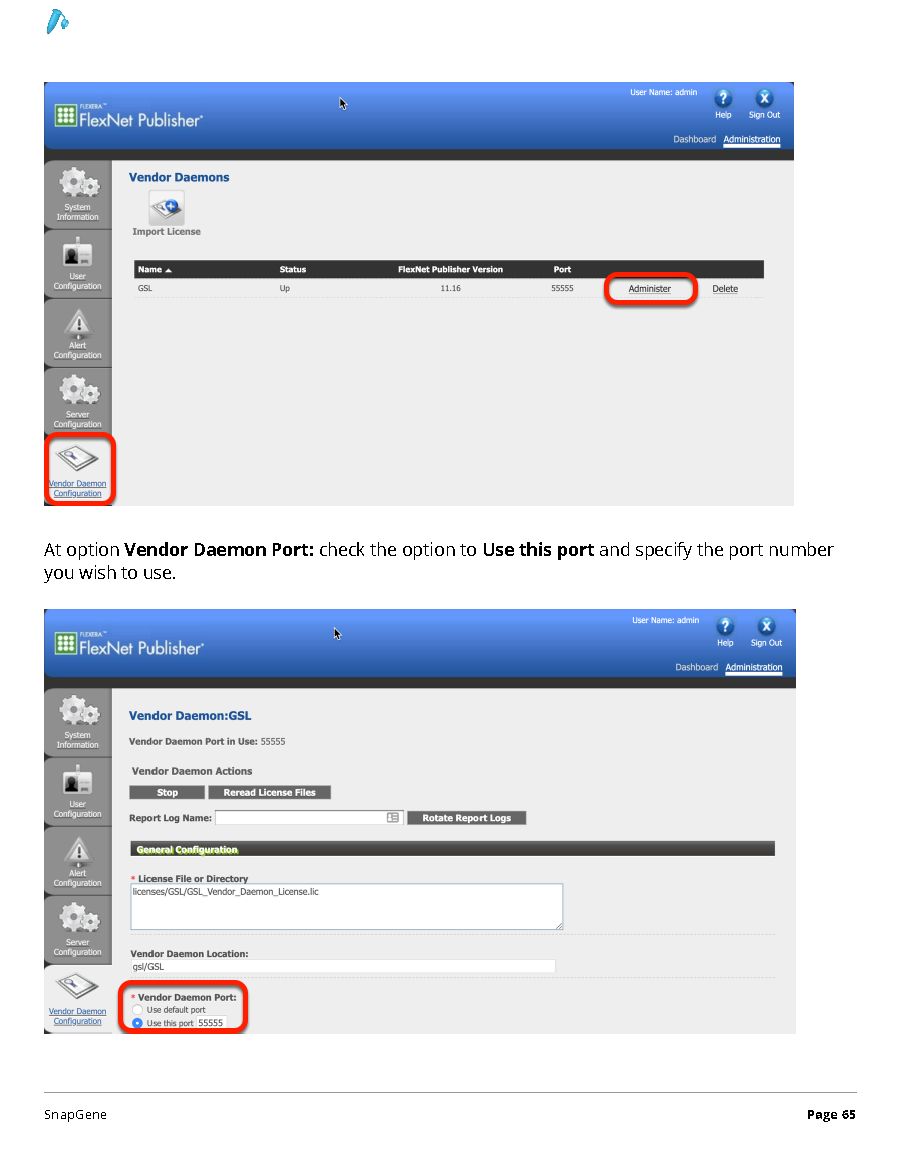 User Name: admin
FLEXERA™
FlexNet Publisher
Help
Sign Out
Dashboard Administration
System
Information
User
Configuration
Alert
Configuration
Server
Configuration
Vendor Daemon
Configuration
Vendor Daemons
Import License
Name Status FlexNet Publisher Version Port
GSL Up 11.16 55555 Administer Delete
At option Vendor Daemon Port: check the option to Use this port and specify the port number
you wish to use.
User Name: admin
FLEXERA™
FlexNet Publisher
Help
Sign Out
Dashboard Administration
System
Information
User
Configuration
Alert
Configuration
Server
Configuration
Vendor Daemon
Configuration
Vendor Daemon:GSL
Vendor Daemon Port in Use: 55555
Vendor Daemon Actions
Stop Reread License Files
Report Log Name: Rotate Report Logs
General Configuration
* License File or Directory
licenses/GSL/GSL_Vendor_Daemon_License.lic
Vendor Daemon Location:
gsl/GSL
* Vendor Daemon Port:
Use default port
Use this port 55555
SnapGene Page 65